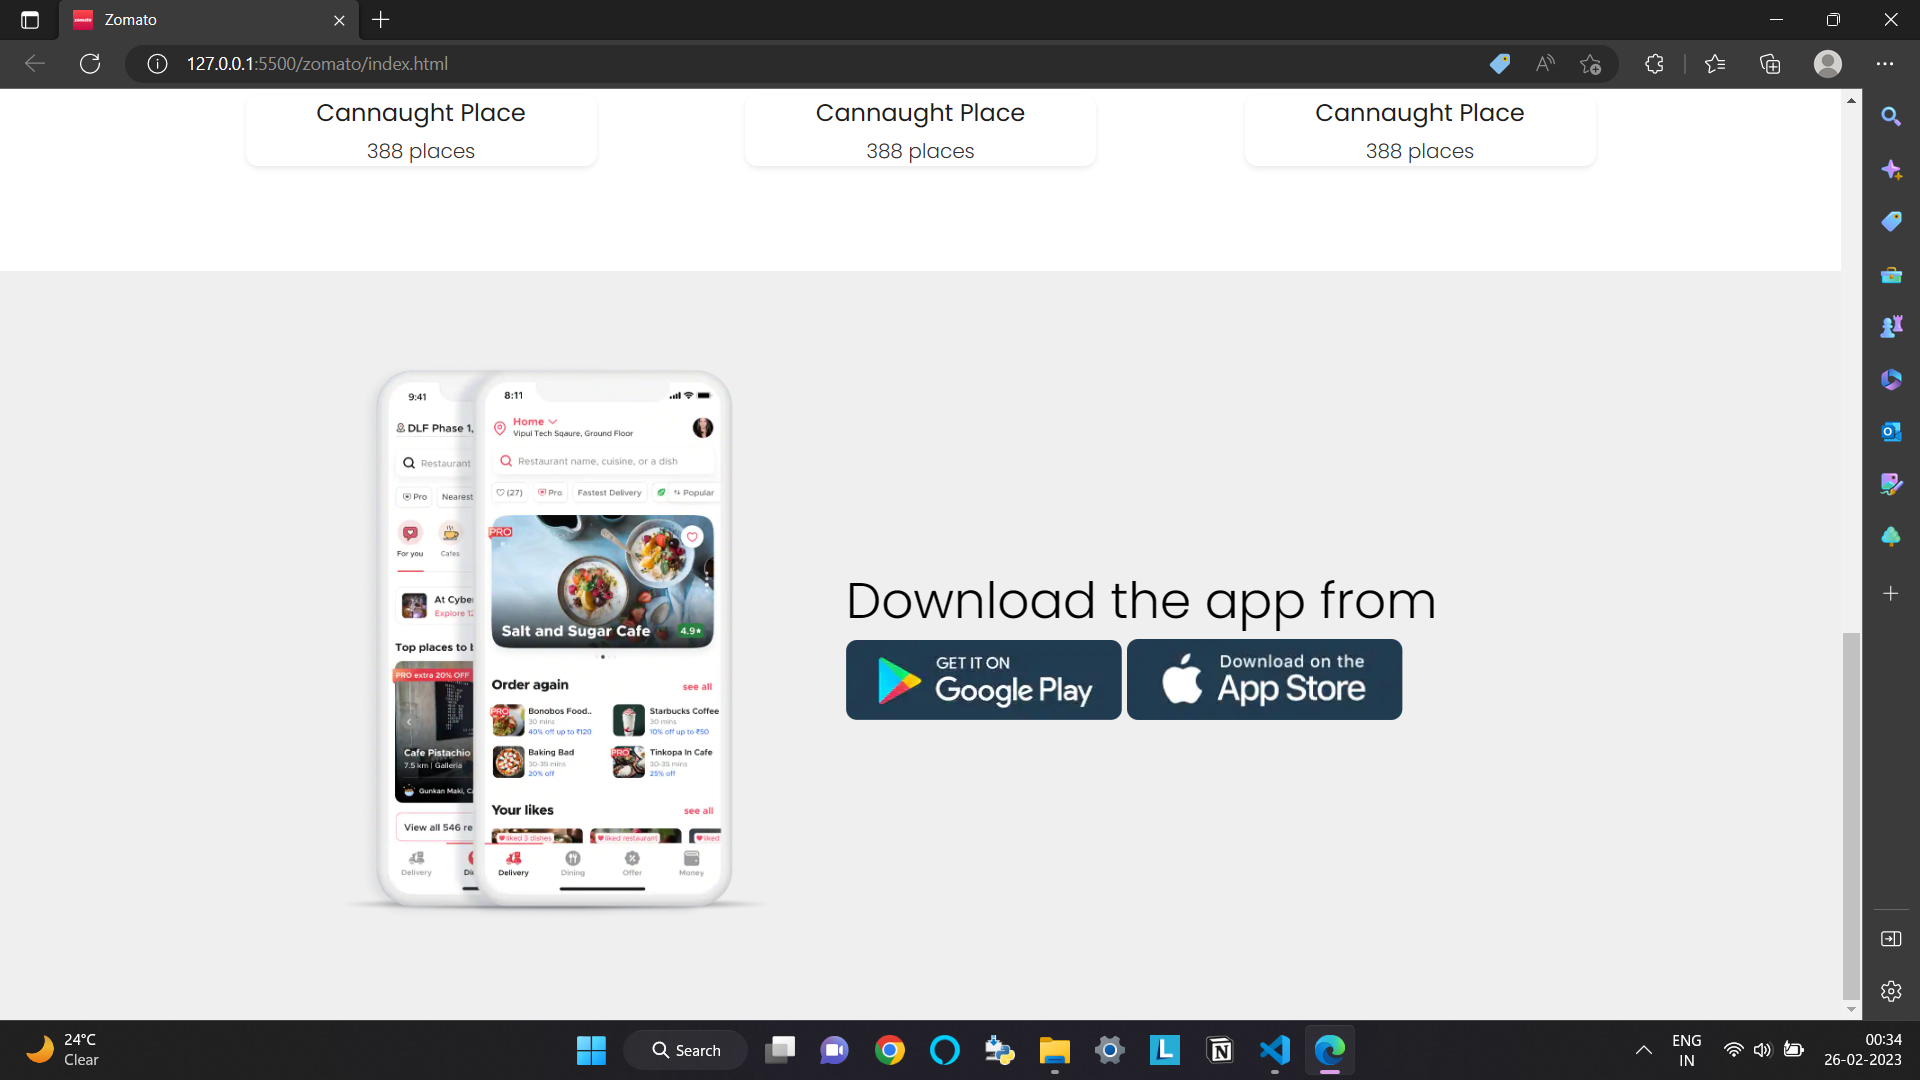 Zomato
127.0.0.1:5500/zomato/index.html
Cannaught Place
388 places
Cannaught Place
388 places
Cannaught Place
388 places
9:41
DLF Phase 1,
Restaurant
Pro
Nearest
For you
Cafes
At Cybe
Explore 12
Top places to
PRO extra 20% OFF
Cafe Pistachio
7.5 km | Galleria
Gunkan Maki, Ca
View all 546 re
Delivery
8:11
Home
Vipul Tech Sqaure, Ground Floor
Restaurant name, cuisine, or a dish
(27)
Pro
Fastest Delivery
Popular
PRO
Salt and Sugar Cafe
4.9★
Order again
see all
PRO
Bonobos Food..
30 mins
40% off up to ₹120
Starbucks Coffee
30 mins
10% off up to ₹50
Baking Bad
30-35 mins
20% off
PRO
Tinkopa In Cafe
30-35 mins
25% off
Your likes
see all
liked 3 dishes
liked restaurant
liked
Delivery
Dining
Offer
Money
Download the app from
GET IT ON
Google Play
Download on the
App Store
24°C
Clear
Search
ENG
IN
00:34
26-02-2023